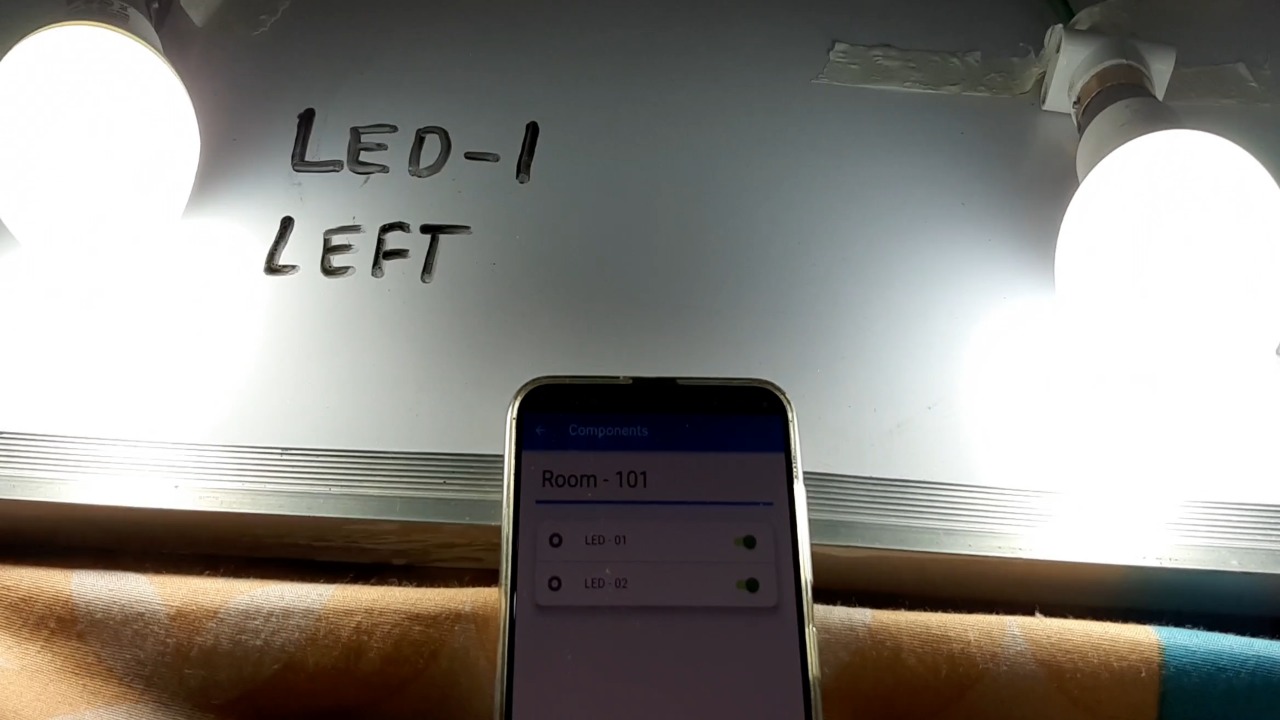 LED-1
LEFT
Components
Room - 101
LED - 01
LED - 02